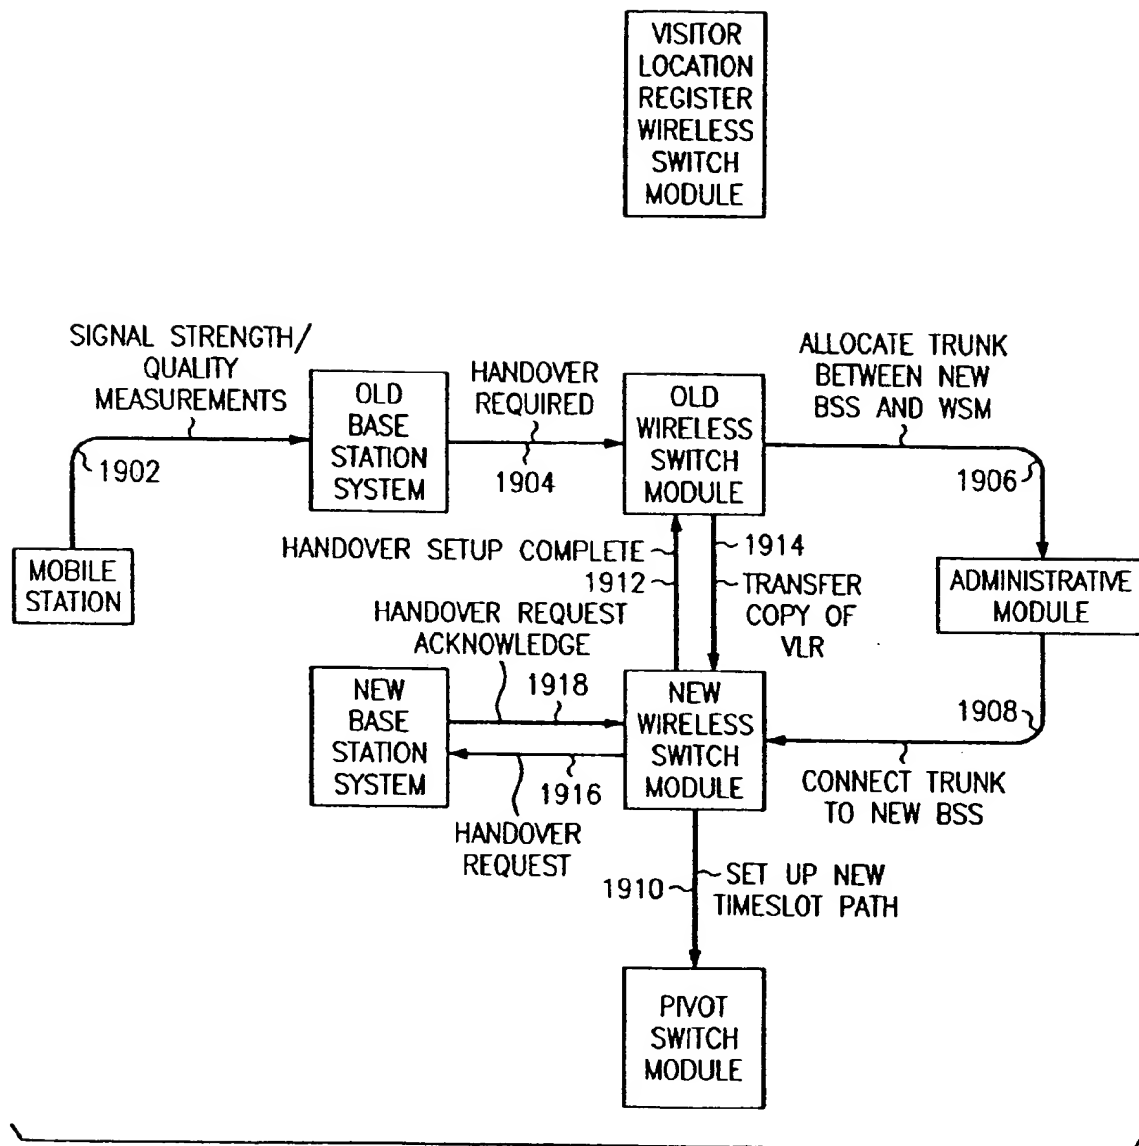 VISITOR
LOCATION
REGISTER
WIRELESS
SWITCH
MODULE
SIGNAL STRENGTH/
QUALITY
MEASUREMENTS
1902
MOBILE
STATION
OLD
BASE
STATION
SYSTEM
HANDOVER
REQUIRED
1904
OLD
WIRELESS
SWITCH
MODULE
ALLOCATE TRUNK
BETWEEN NEW
BSS AND WSM
1906
ADMINISTRATIVE
MODULE
HANDOVER SETUP COMPLETE
1912
1914
TRANSFER
COPY OF
VLR
HANDOVER REQUEST
ACKNOWLEDGE
1918
NEW
BASE
STATION
SYSTEM
1916
HANDOVER
REQUEST
NEW
WIRELESS
SWITCH
MODULE
1908
CONNECT TRUNK
TO NEW BSS
1910
SET UP NEW
TIMESLOT PATH
PIVOT
SWITCH
MODULE